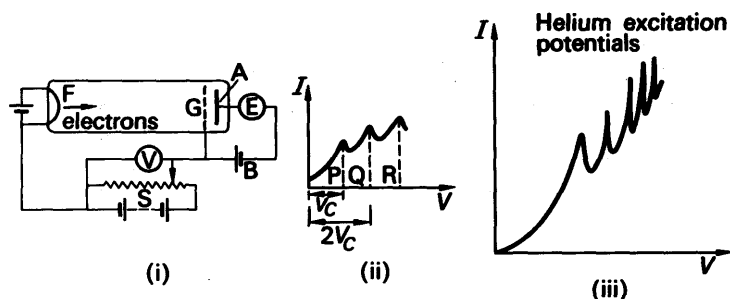 A
F
G
E
electrons
V
B
S
(i)
I
P Q R
V
V_C
2V_C
(ii)
Helium excitation
potentials
I
V
(iii)